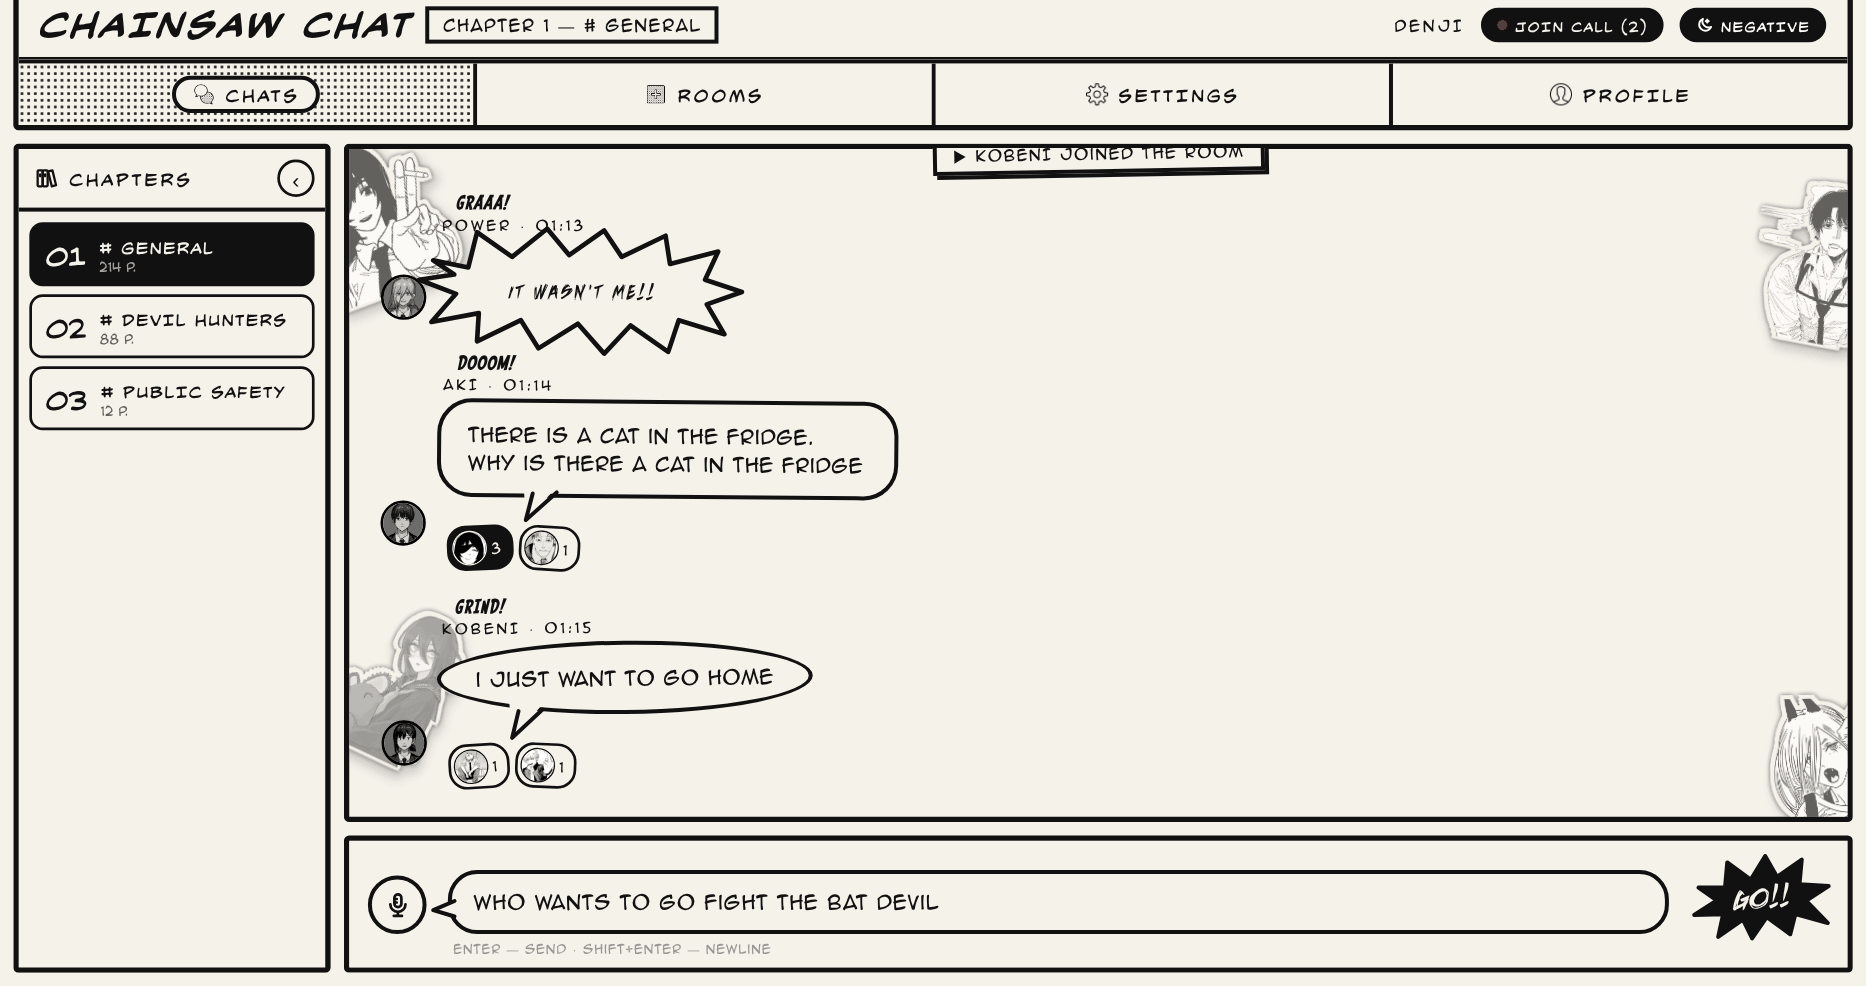 CHAINSAW CHAT
CHAPTER 1 — # GENERAL
DENJI
JOIN CALL (2)
NEGATIVE
CHATS
ROOMS
SETTINGS
PROFILE
CHAPTERS
01 # GENERAL
214 P.
02 # DEVIL HUNTERS
88 P.
03 # PUBLIC SAFETY
12 P.
▶ KOBENI JOINED THE ROOM
GRAAA!
POWER · 01:13
IT WASN'T ME!!
DOOOM!
AKI · 01:14
THERE IS A CAT IN THE FRIDGE.
WHY IS THERE A CAT IN THE FRIDGE
3
1
GRIND!
KOBENI · 01:15
I JUST WANT TO GO HOME
1
1
WHO WANTS TO GO FIGHT THE BAT DEVIL
GO!!
ENTER — SEND · SHIFT+ENTER — NEWLINE